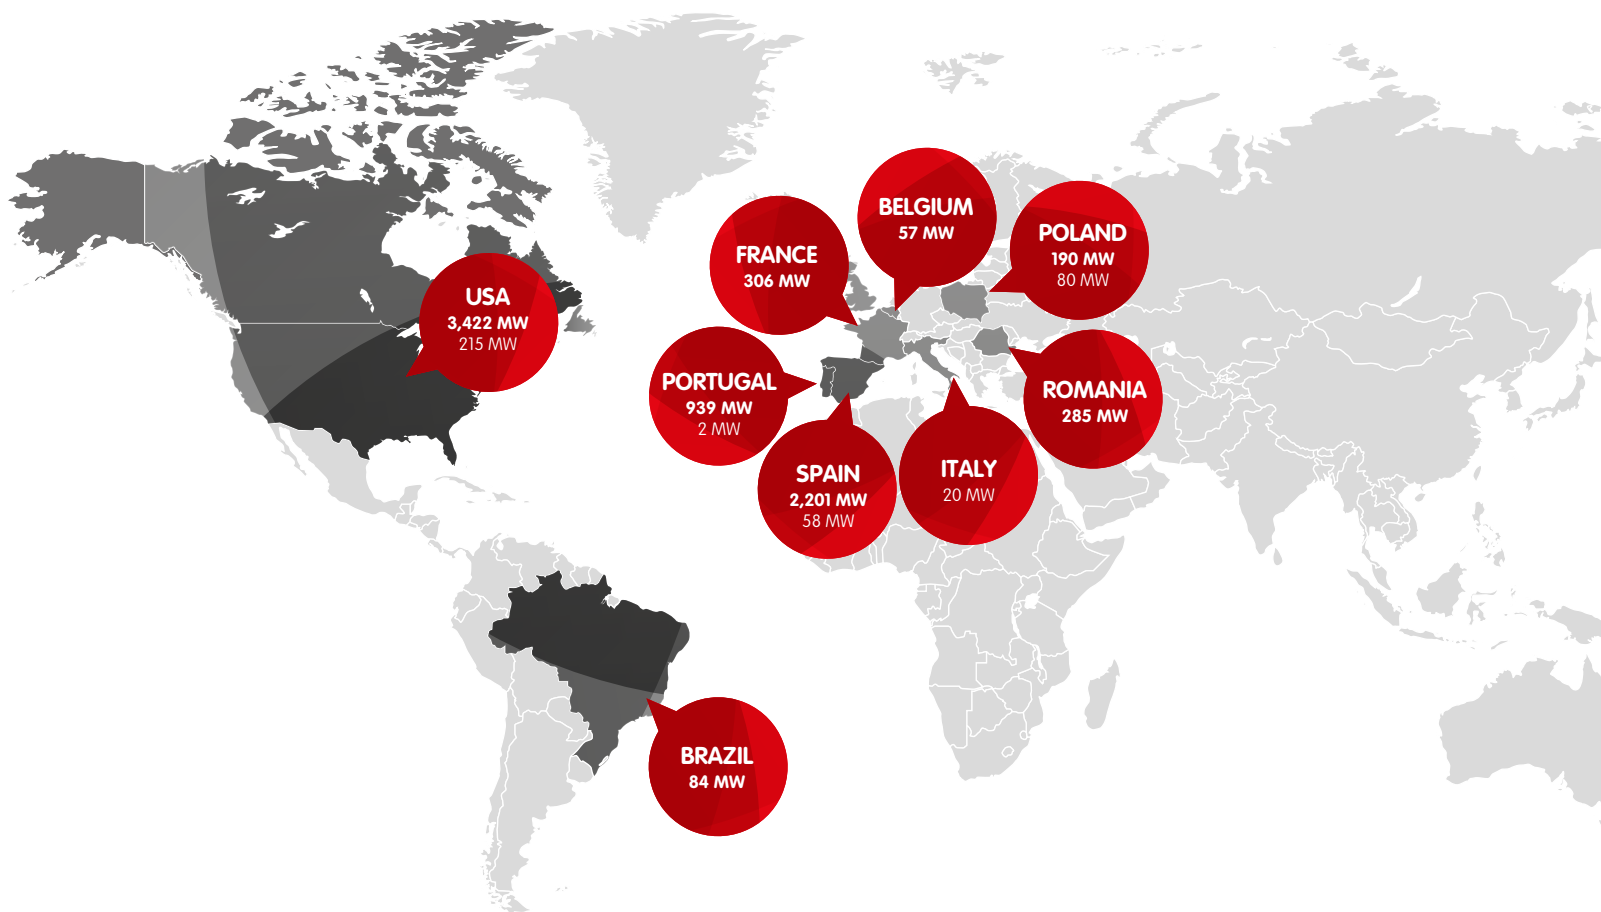 BELGIUM
57 MW
FRANCE
306 MW
POLAND
190 MW
80 MW
USA
3,422 MW
215 MW
PORTUGAL
939 MW
2 MW
ROMANIA
285 MW
SPAIN
2,201 MW
58 MW
ITALY
20 MW
BRAZIL
84 MW